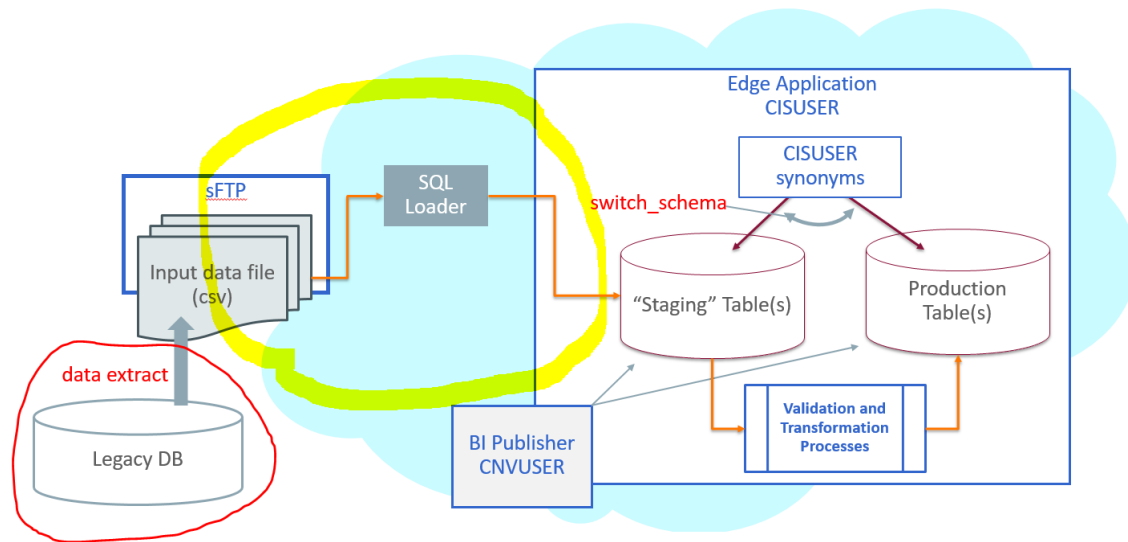 Edge Application
CISUSER
CISUSER
synonyms
sFTP
SQL
Loader
switch_schema
Input data file
(csv)
"Staging" Table(s)
Production
Table(s)
data extract
Legacy DB
BI Publisher
CNVUSER
Validation and
Transformation
Processes